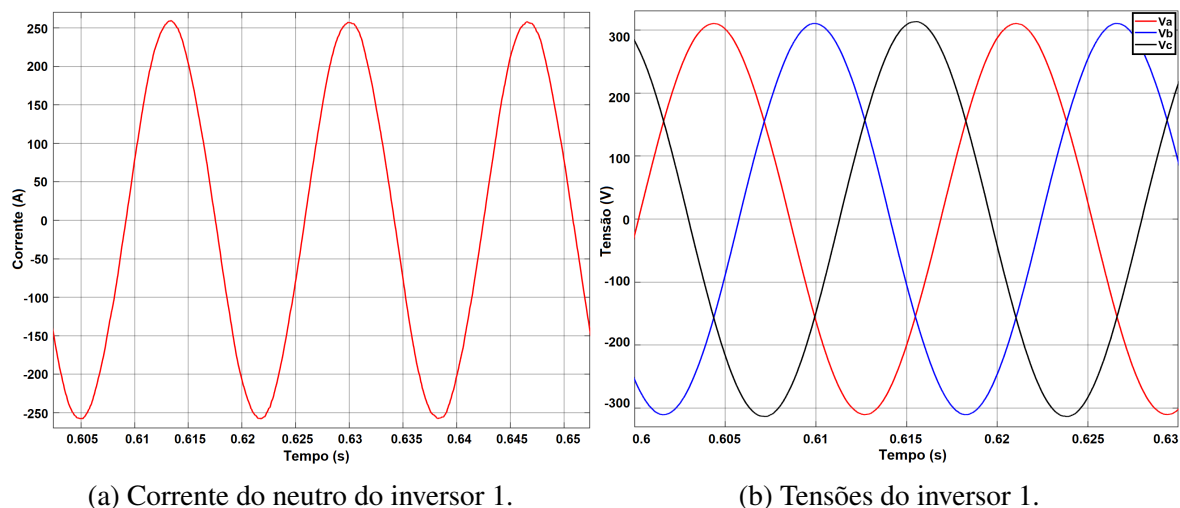 250
200
150
100
50
0
-50
-100
-150
-200
-250
Corrente (A)
0.605 0.61 0.615 0.62 0.625 0.63 0.635 0.64 0.645 0.65
Tempo (s)
(a) Corrente do neutro do inversor 1.
Va
Vb
Vc
300
200
100
0
-100
-200
-300
Tensão (V)
0.6 0.605 0.61 0.615 0.62 0.625 0.63
Tempo (s)
(b) Tensões do inversor 1.